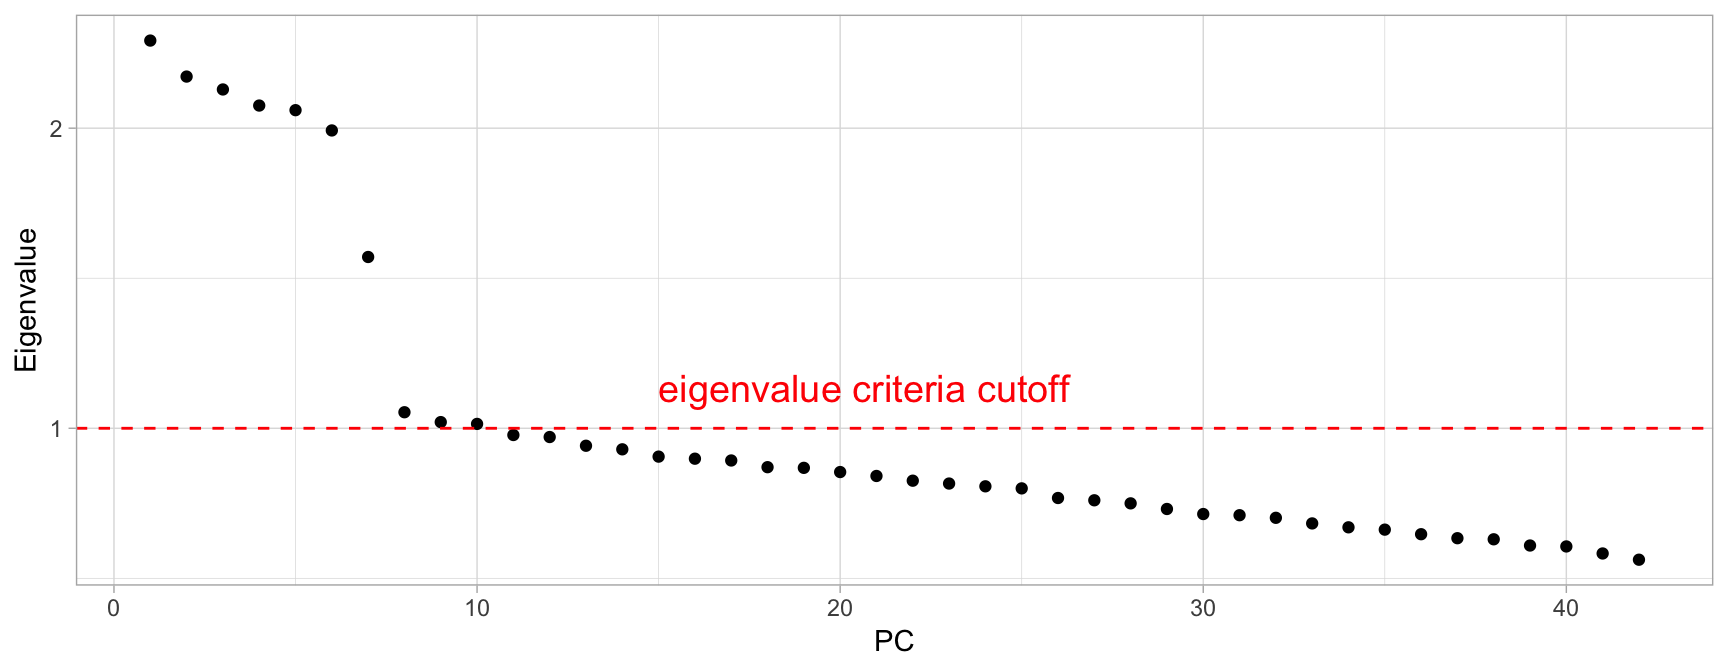 2
1
Eigenvalue
eigenvalue criteria cutoff
0 10 20 30 40
PC